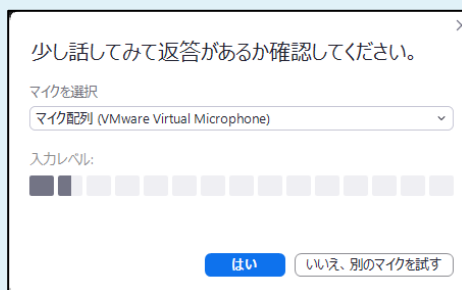 少し話してみて返答があるか確認してください。
マイクを選択
マイク配列 (VMware Virtual Microphone)
入力レベル:
はい
いいえ、別のマイクを試す